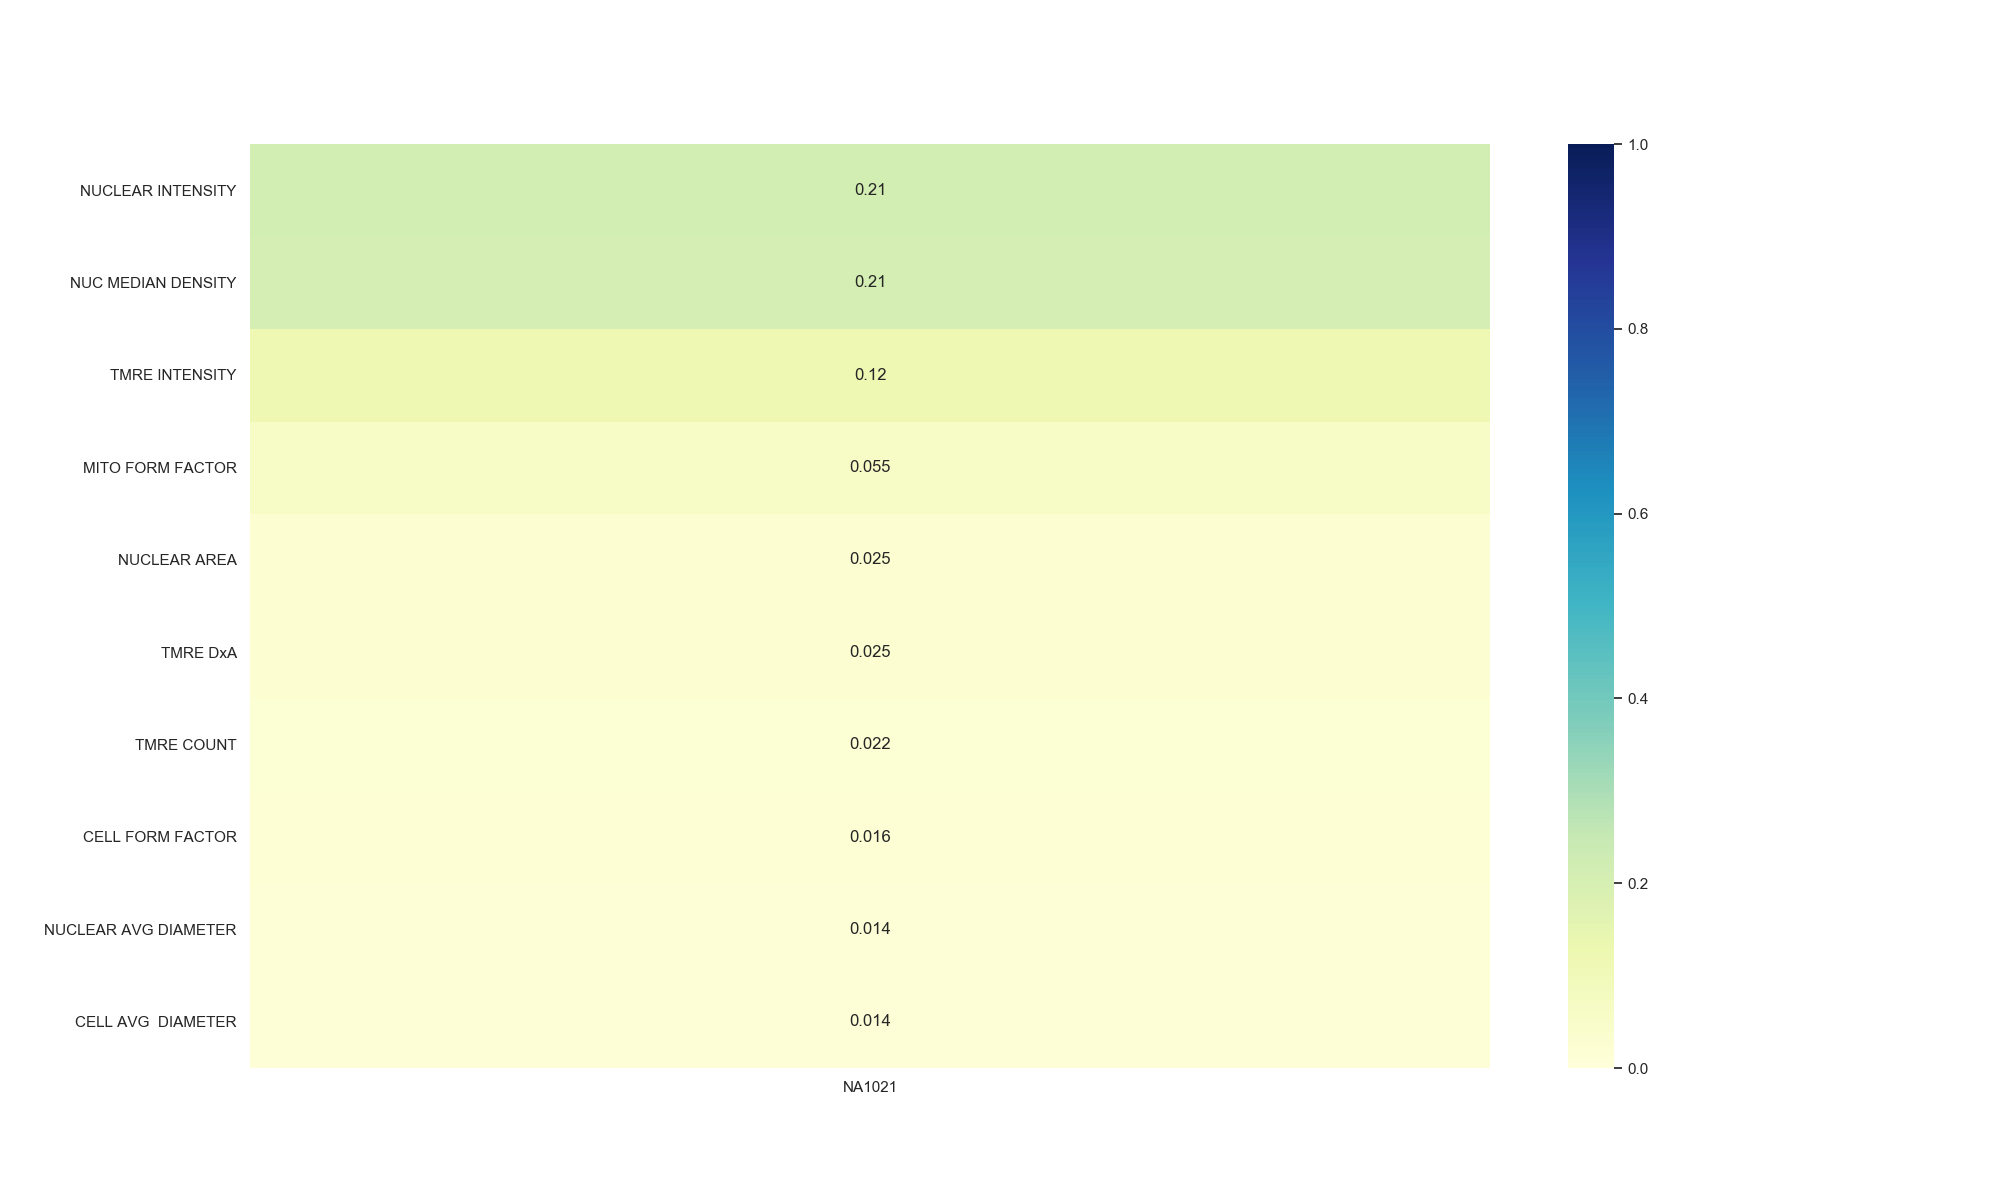 NUCLEAR INTENSITY 0.21
NUC MEDIAN DENSITY 0.21
TMRE INTENSITY 0.12
MITO FORM FACTOR 0.055
NUCLEAR AREA 0.025
TMRE DxA 0.025
TMRE COUNT 0.022
CELL FORM FACTOR 0.016
NUCLEAR AVG DIAMETER 0.014
CELL AVG  DIAMETER 0.014
NA1021
1.0
0.8
0.6
0.4
0.2
0.0